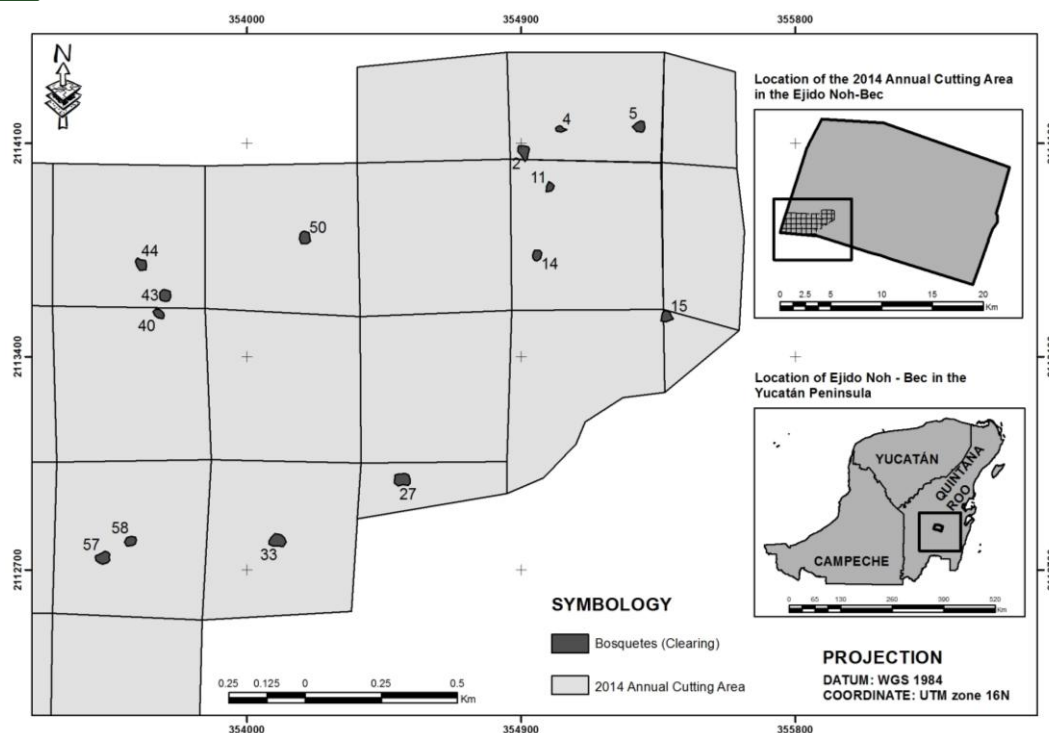 354000
354900
355800
N
Location of the 2014 Annual Cutting Area
in the Ejido Noh-Bec
4
5
2114100
2
11
50
14
44
43
40
15
0 2.5 5 10 15 20
Km
2113400
Location of Ejido Noh - Bec in the
Yucatán Peninsula
YUCATÁN
QUINTANA
ROO
CAMPECHE
0 65 130 260 390 520
Km
27
58
57
33
2112700
SYMBOLOGY
Bosquetes (Clearing)
2014 Annual Cutting Area
PROJECTION
DATUM: WGS 1984
COORDINATE: UTM zone 16N
0.25 0.125 0 0.25 0.5
Km
354000
354900
355800